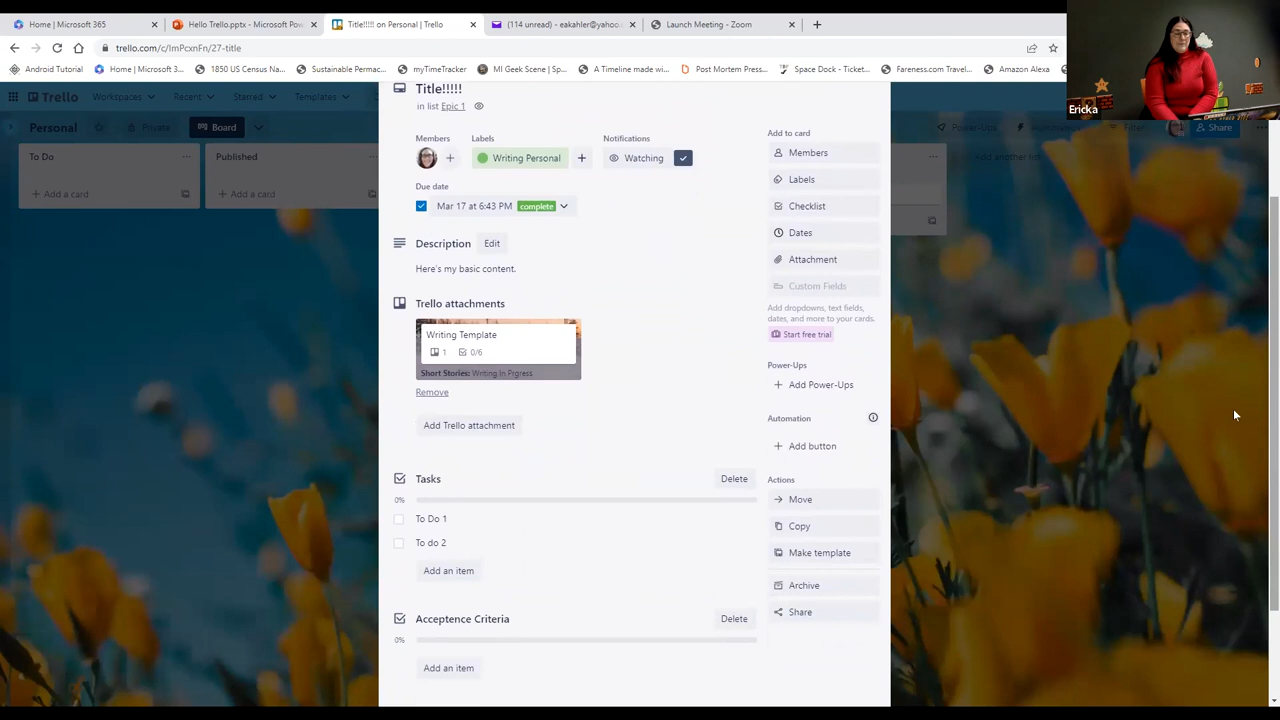 Home | Microsoft 365
Hello Trello.pptx - Microsoft Pow
Title!!!!! on Personal | Trello
(114 unread) - eakahler@yahoo.c
Launch Meeting - Zoom
trello.com/c/ImPcxnFn/27-title
Android Tutorial
Home | Microsoft 3...
1850 US Census Na...
Sustainable Permac...
myTimeTracker
MI Geek Scene | Sp...
A Timeline made wi...
Post Mortem Press...
Space Dock - Ticket...
Fareness.com Travel...
Amazon Alexa
Ericka
Trello
Workspaces
Recent
Starred
Templates
Personal
Private
Board
Power-Ups
Filter
Share
To Do
+ Add a card
Published
+ Add a card
Add another list
Title!!!!!
in list Epic 1
Members
Labels
Notifications
Writing Personal
Watching
Due date
Mar 17 at 6:43 PM complete
Description
Edit
Here's my basic content.
Trello attachments
Writing Template
1 0/6
Short Stories: Writing In Prgress
Remove
Add Trello attachment
Tasks
Delete
0%
To Do 1
To do 2
Add an item
Acceptence Criteria
Delete
0%
Add an item
Add to card
Members
Labels
Checklist
Dates
Attachment
Custom Fields
Add dropdowns, text fields,
dates, and more to your cards.
Start free trial
Power-Ups
+ Add Power-Ups
Automation
+ Add button
Actions
Move
Copy
Make template
Archive
Share